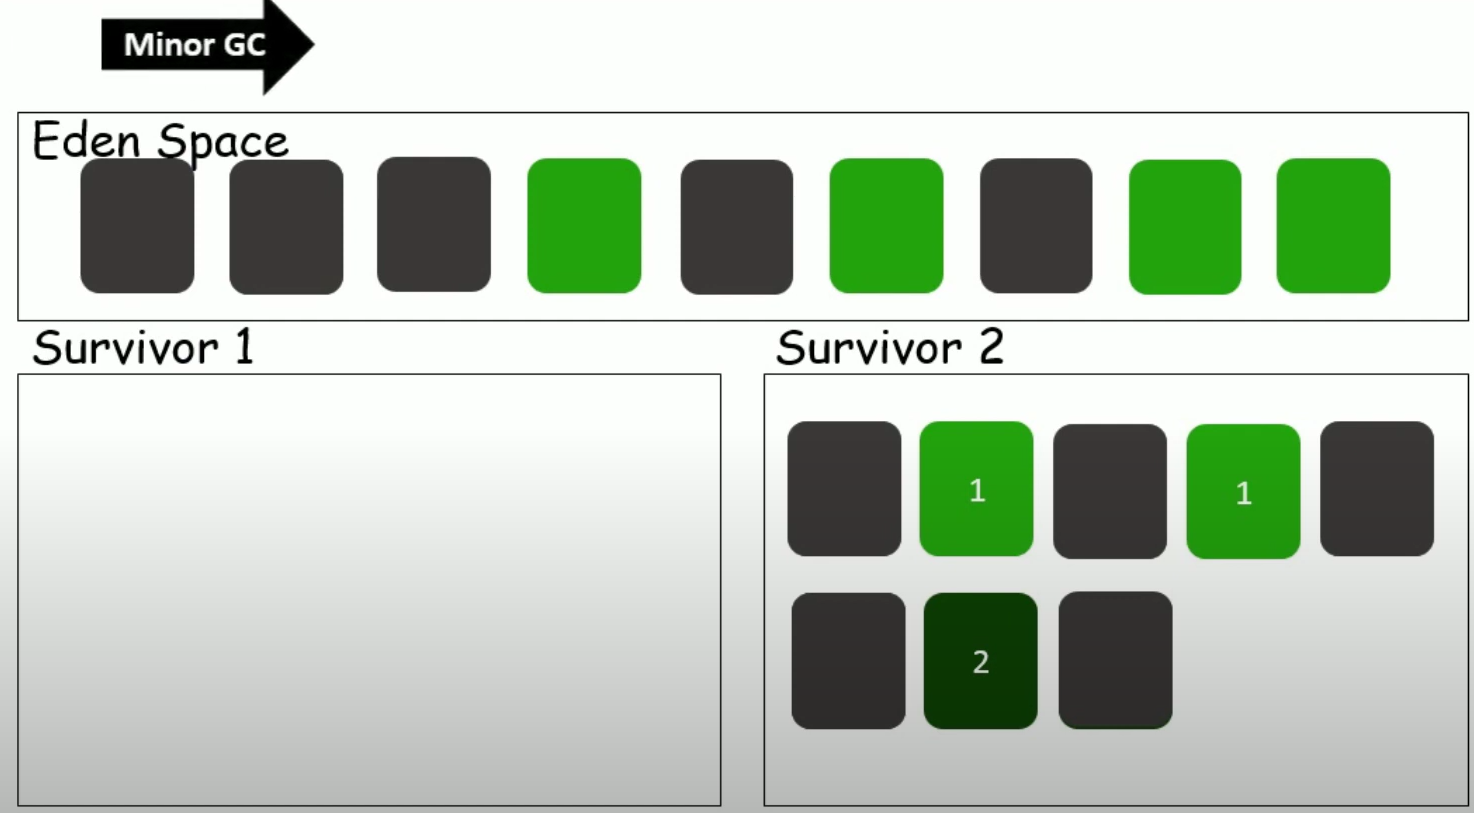 Minor GC
Eden Space
Survivor 1
Survivor 2
1
1
2